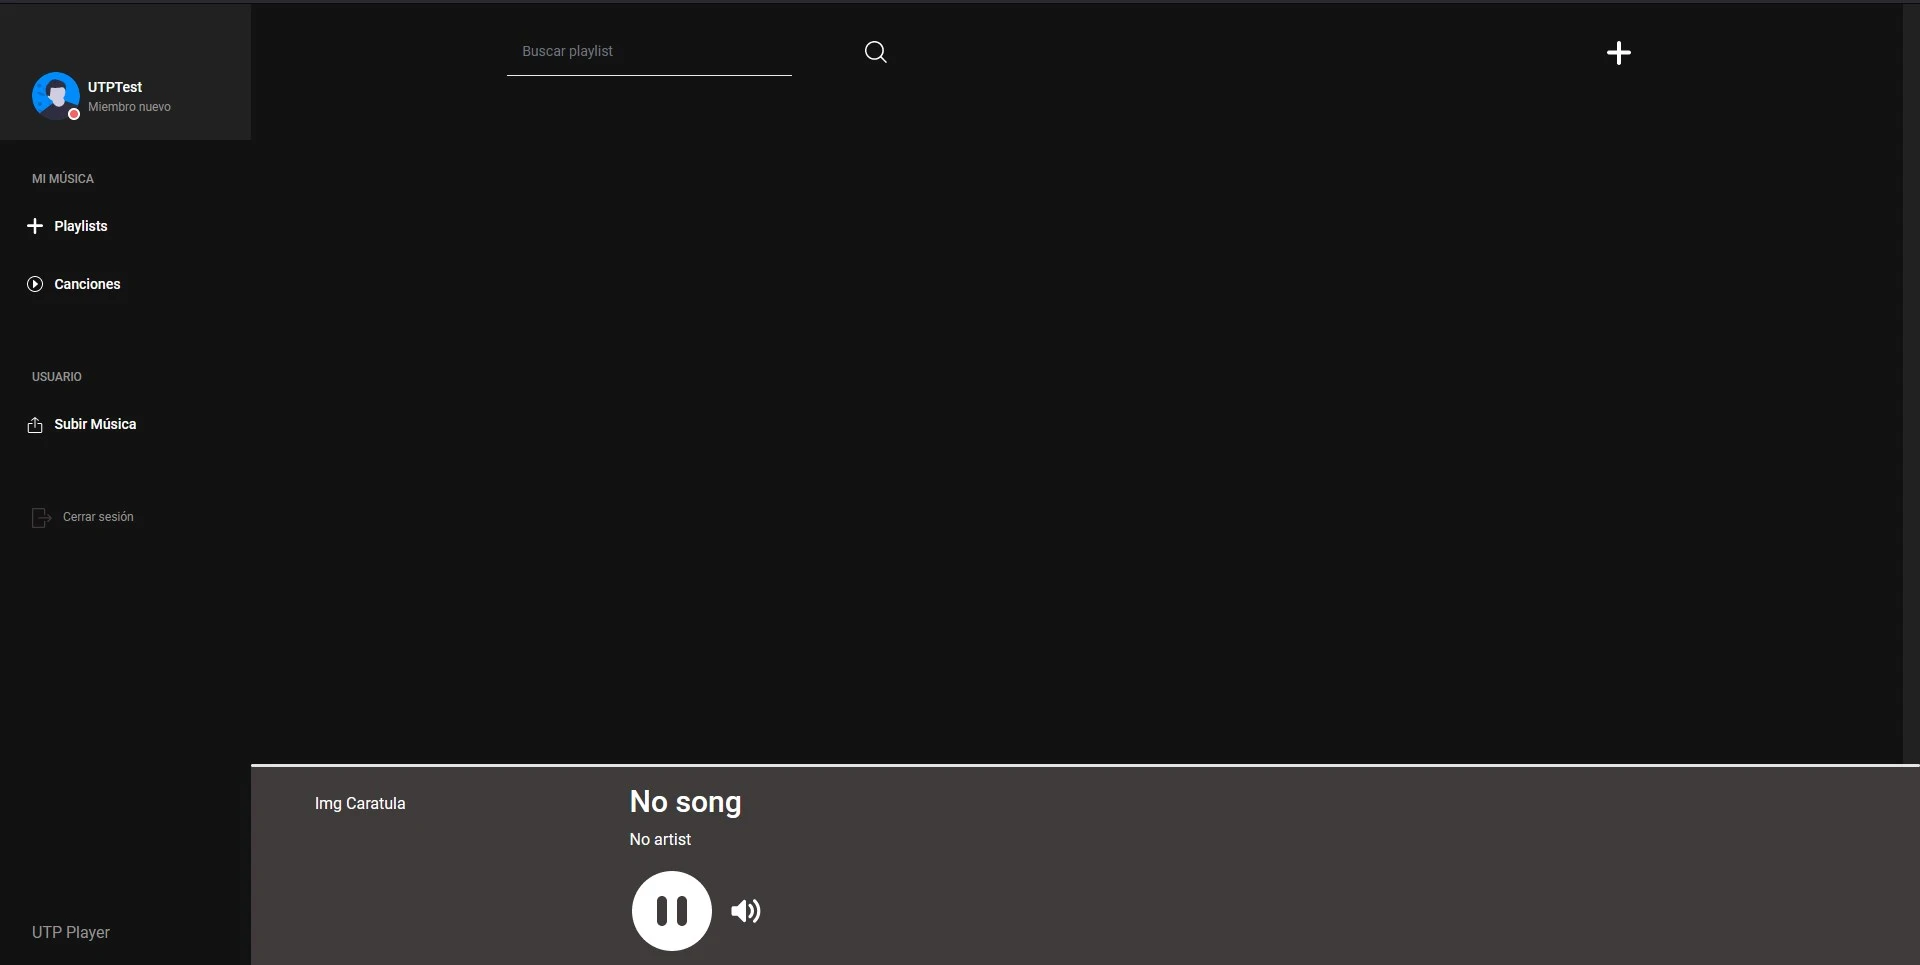 Buscar playlist
UTPTest
Miembro nuevo
MI MÚSICA
Playlists
Canciones
USUARIO
Subir Música
Cerrar sesión
UTP Player
Img Caratula
No song
No artist